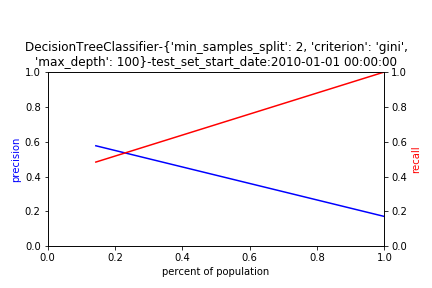 DecisionTreeClassifier-{'min_samples_split': 2, 'criterion': 'gini',
'max_depth': 100}-test_set_start_date:2010-01-01 00:00:00
1.0
0.8
0.6
0.4
0.2
0.0
precision
1.0
0.8
0.6
0.4
0.2
0.0
recall
0.0 0.2 0.4 0.6 0.8 1.0
percent of population